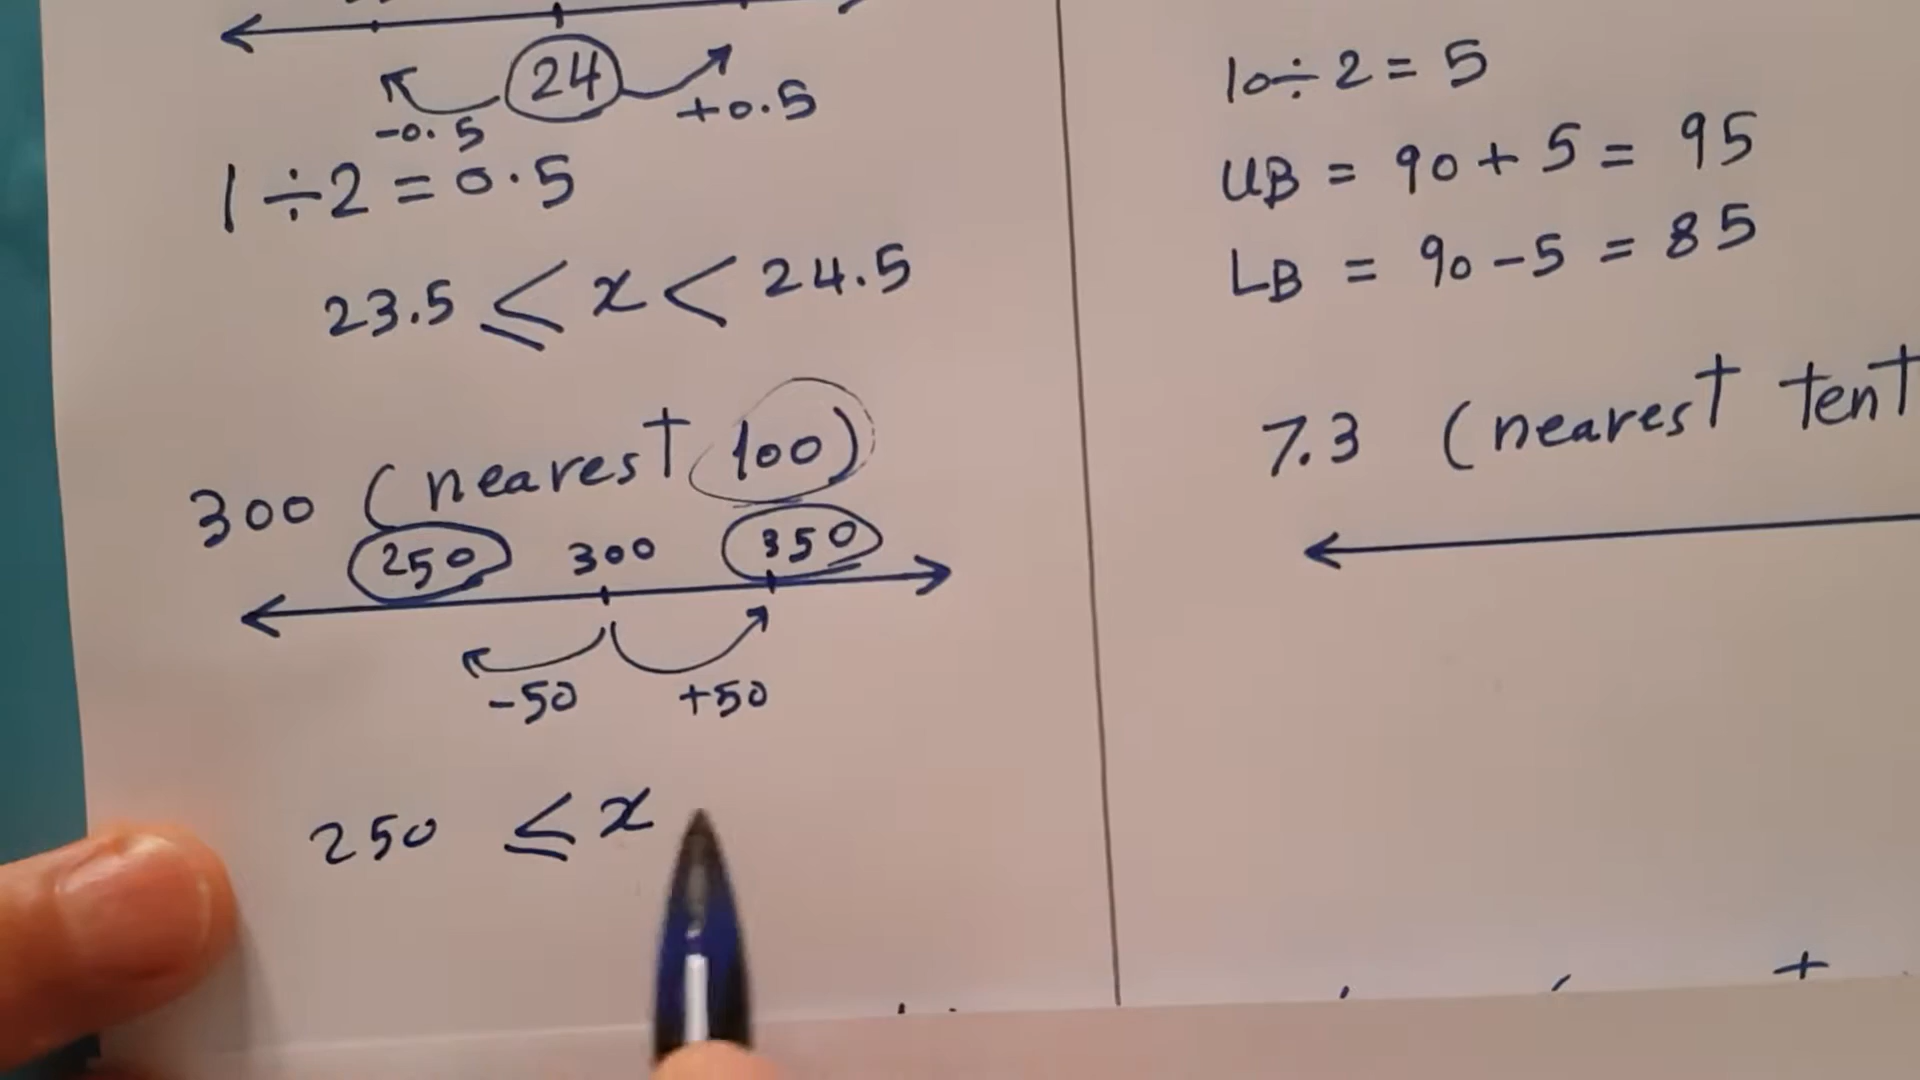 24
-0.5 +0.5
1 ÷ 2 = 0.5
23.5 ≤ x < 24.5
300 (nearest 100)
250 300 350
-50 +50
250 ≤ x
10 ÷ 2 = 5
UB = 90 + 5 = 95
LB = 90 - 5 = 85
7.3 (nearest tent